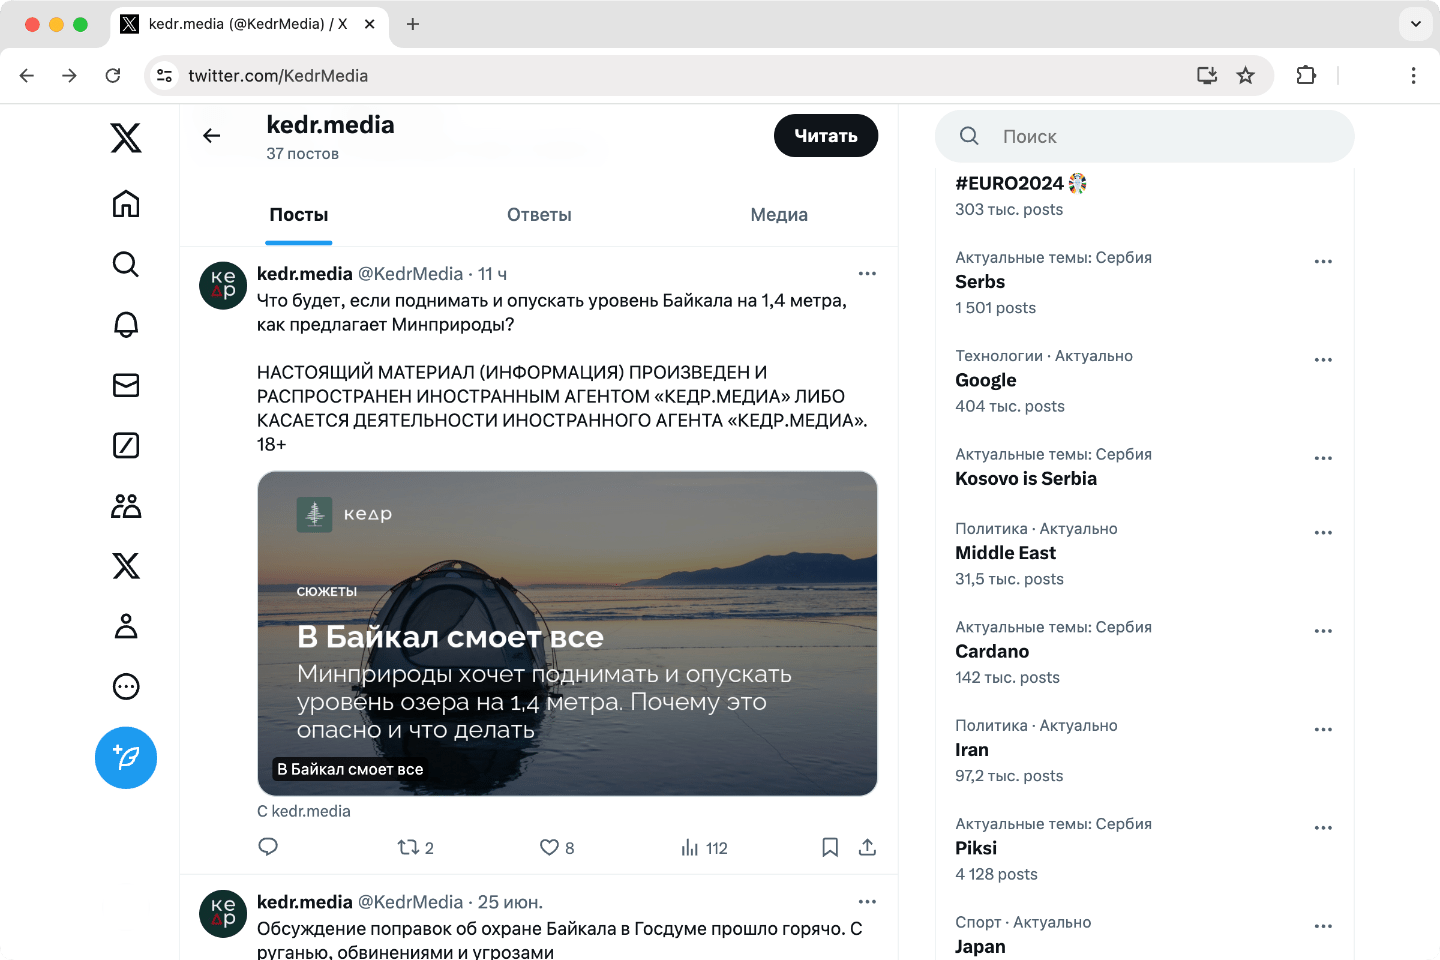 kedr.media (@KedrMedia) / X
twitter.com/KedrMedia
kedr.media
37 постов
Читать
Посты
Ответы
Медиа
kedr.media @KedrMedia · 11 ч
Что будет, если поднимать и опускать уровень Байкала на 1,4 метра,
как предлагает Минприроды?
НАСТОЯЩИЙ МАТЕРИАЛ (ИНФОРМАЦИЯ) ПРОИЗВЕДЕН И
РАСПРОСТРАНЕН ИНОСТРАННЫМ АГЕНТОМ «КЕДР.МЕДИА» ЛИБО
КАСАЕТСЯ ДЕЯТЕЛЬНОСТИ ИНОСТРАННОГО АГЕНТА «КЕДР.МЕДИА».
18+
кедр
СЮЖЕТЫ
В Байкал смоет все
Минприроды хочет поднимать и опускать
уровень озера на 1,4 метра. Почему это
опасно и что делать
В Байкал смоет все
С kedr.media
2
8
112
kedr.media @KedrMedia · 25 июн.
Обсуждение поправок об охране Байкала в Госдуме прошло горячо. С
руганью, обвинениями и угрозами
ке
др
ке
др
Поиск
#EURO2024
303 тыс. posts
Актуальные темы: Сербия
Serbs
1 501 posts
Технологии · Актуально
Google
404 тыс. posts
Актуальные темы: Сербия
Kosovo is Serbia
Политика · Актуально
Middle East
31,5 тыс. posts
Актуальные темы: Сербия
Cardano
142 тыс. posts
Политика · Актуально
Iran
97,2 тыс. posts
Актуальные темы: Сербия
Piksi
4 128 posts
Спорт · Актуально
Japan